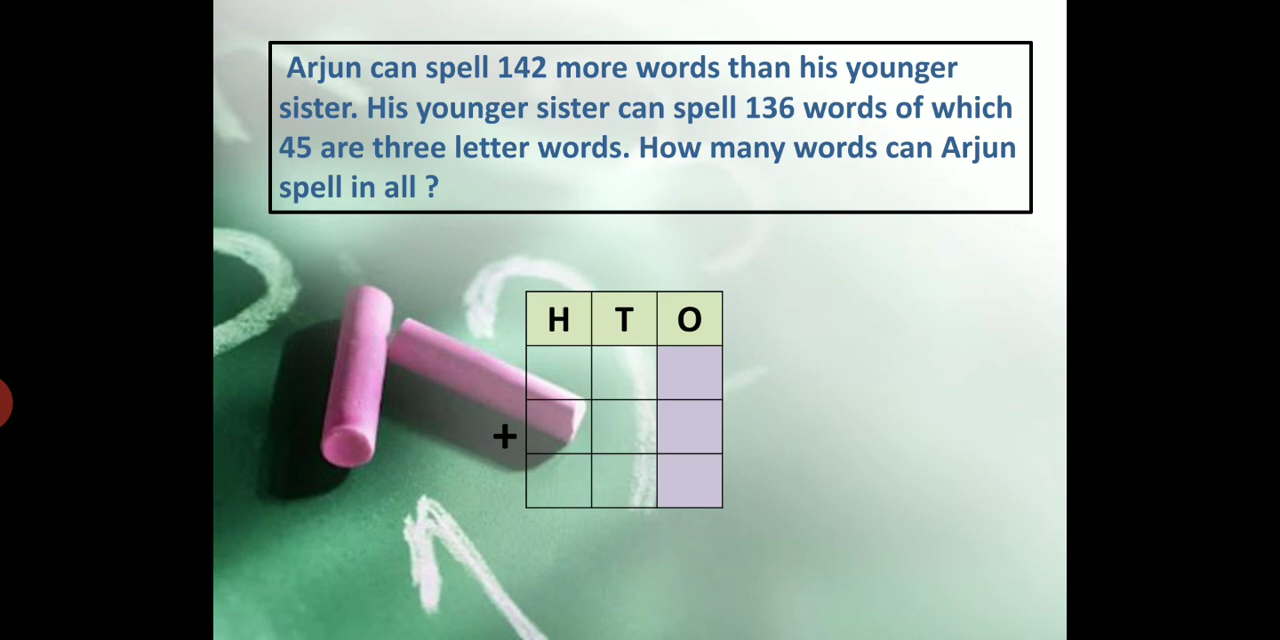 Arjun can spell 142 more words than his younger
sister. His younger sister can spell 136 words of which
45 are three letter words. How many words can Arjun
spell in all ?
H T O
+